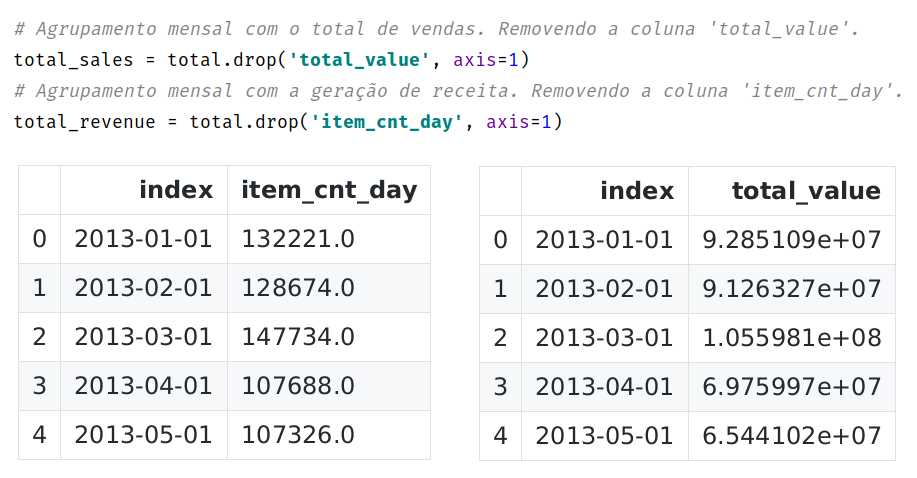 # Agrupamento mensal com o total de vendas. Removendo a coluna 'total_value'.
total_sales = total.drop('total_value', axis=1)
# Agrupamento mensal com a geração de receita. Removendo a coluna 'item_cnt_day'.
total_revenue = total.drop('item_cnt_day', axis=1)
index item_cnt_day
0 2013-01-01 132221.0
1 2013-02-01 128674.0
2 2013-03-01 147734.0
3 2013-04-01 107688.0
4 2013-05-01 107326.0
index total_value
0 2013-01-01 9.285109e+07
1 2013-02-01 9.126327e+07
2 2013-03-01 1.055981e+08
3 2013-04-01 6.975997e+07
4 2013-05-01 6.544102e+07